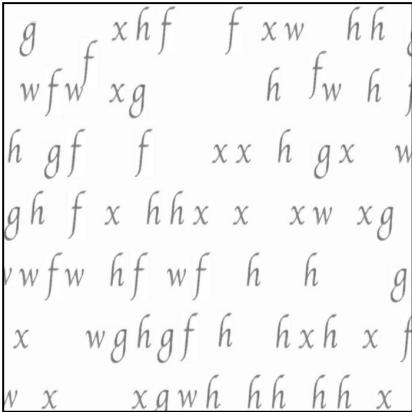 g xhf f xw hh g
wfw f xg h fw h f
h gf f xx h gx w
gh f x hhx x xw xg
wwfw hf wf h h g
x wghgf h hxh x f
w x xgwh hh hh x